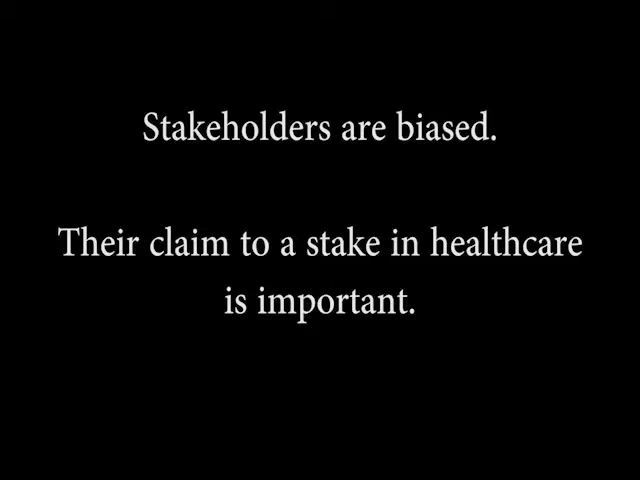 Stakeholders are biased.
Their claim to a stake in healthcare
is important.